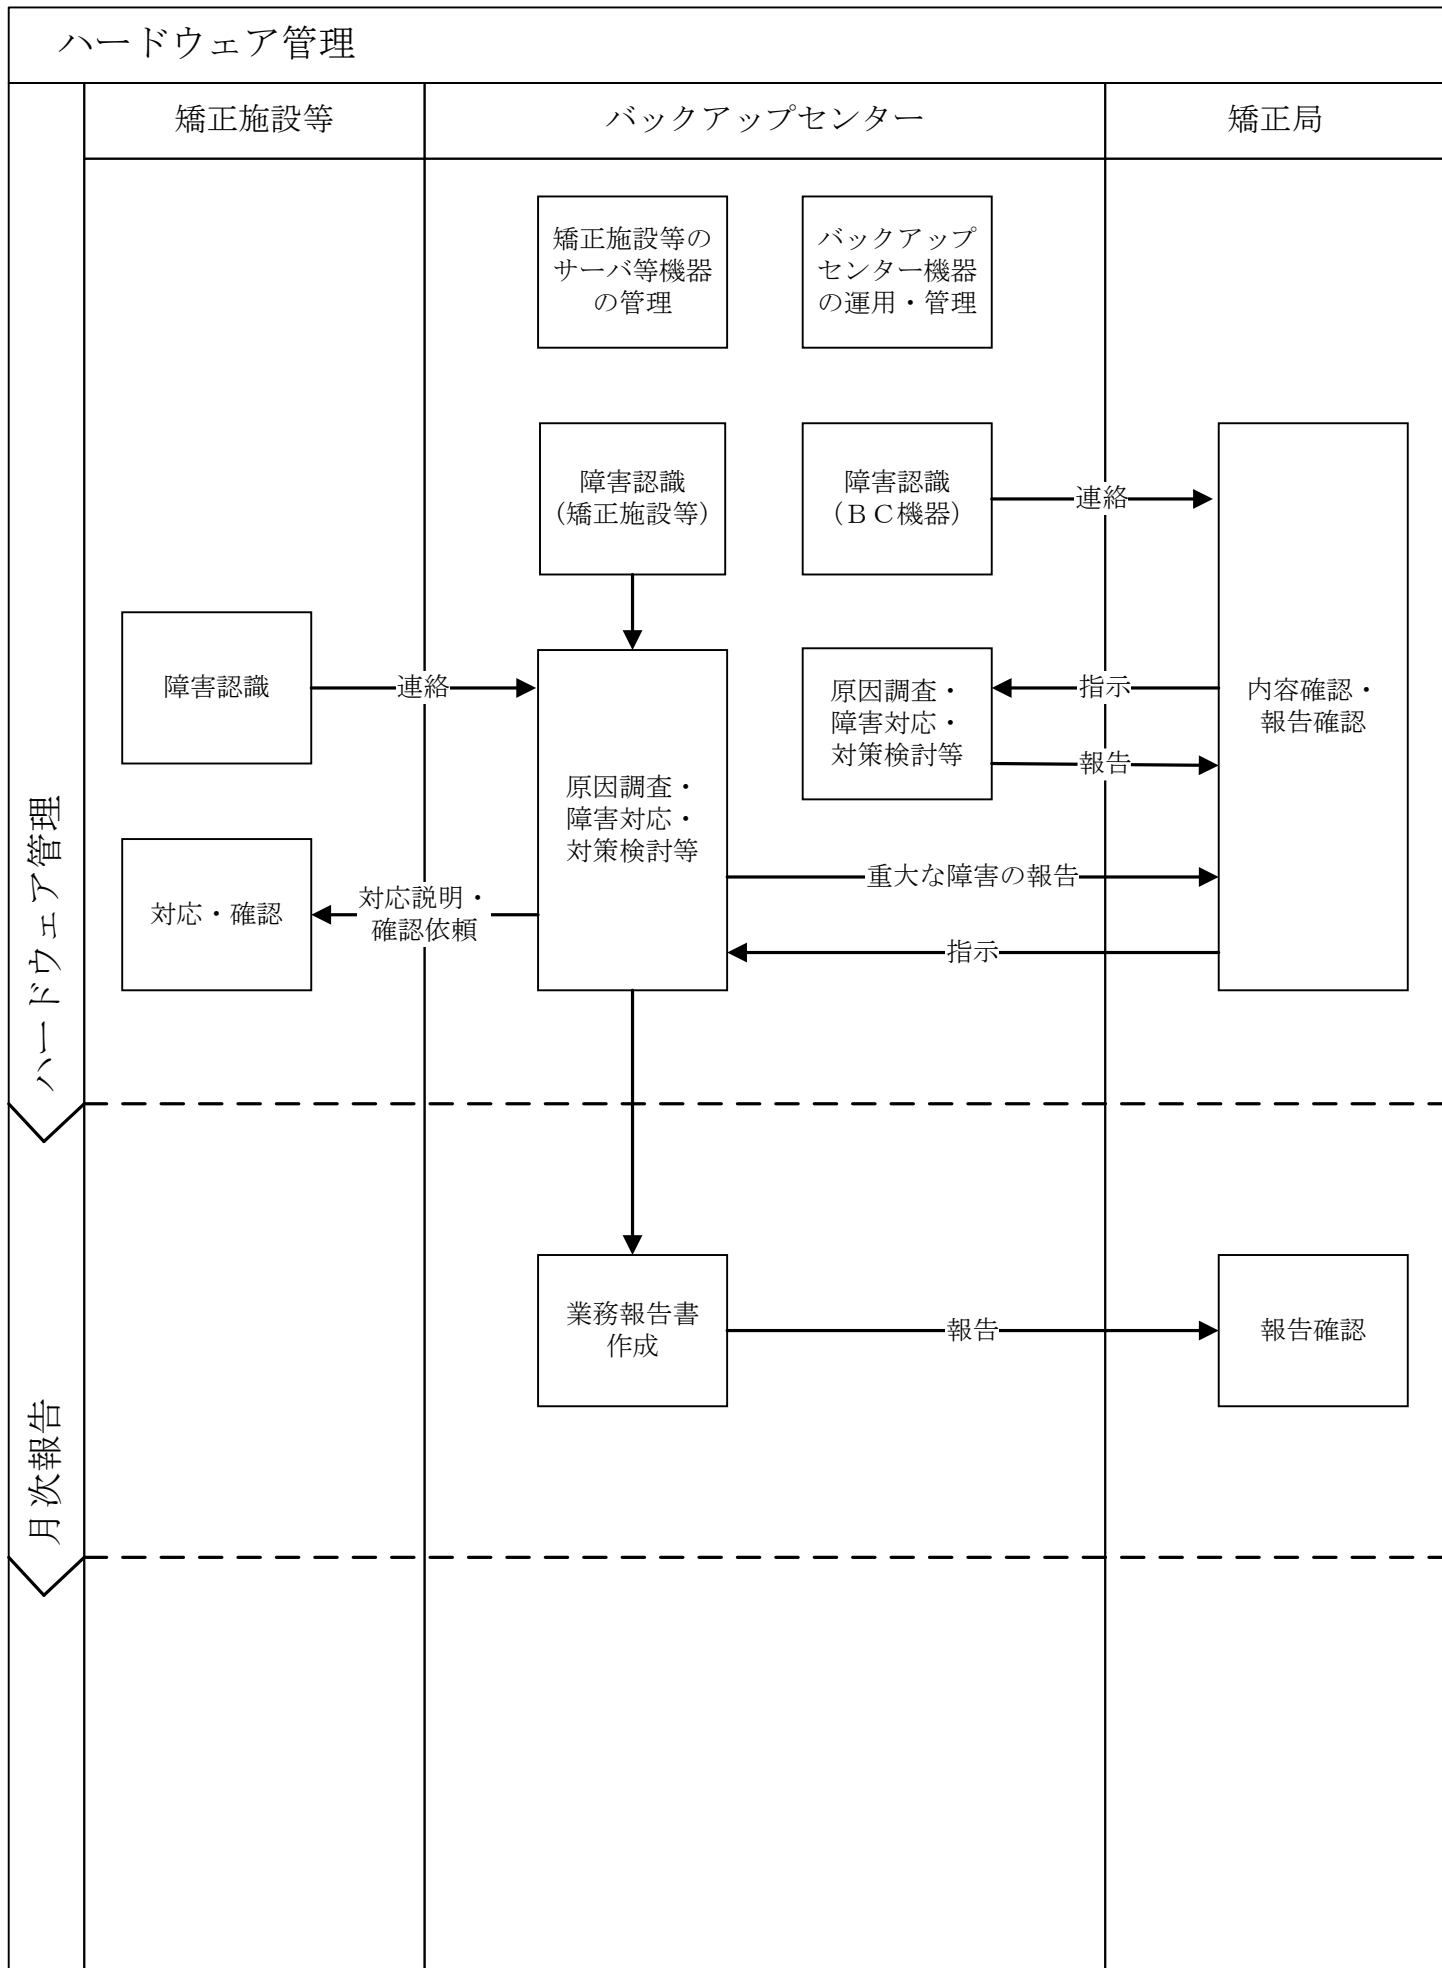 ハードウェア管理
矯正施設等
バックアップセンター
矯正局
矯正施設等の
サーバ等機器
の管理
バックアップ
センター機器
の運用・管理
障害認識
（矯正施設等）
障害認識
（ＢＣ機器）
連絡
障害認識
連絡
原因調査・
障害対応・
対策検討等
原因調査・
障害対応・
対策検討等
指示
報告
内容確認・
報告確認
重大な障害の報告
対応・確認
対応説明・
確認依頼
指示
ハードウェア管理
業務報告書
作成
報告
報告確認
月次報告